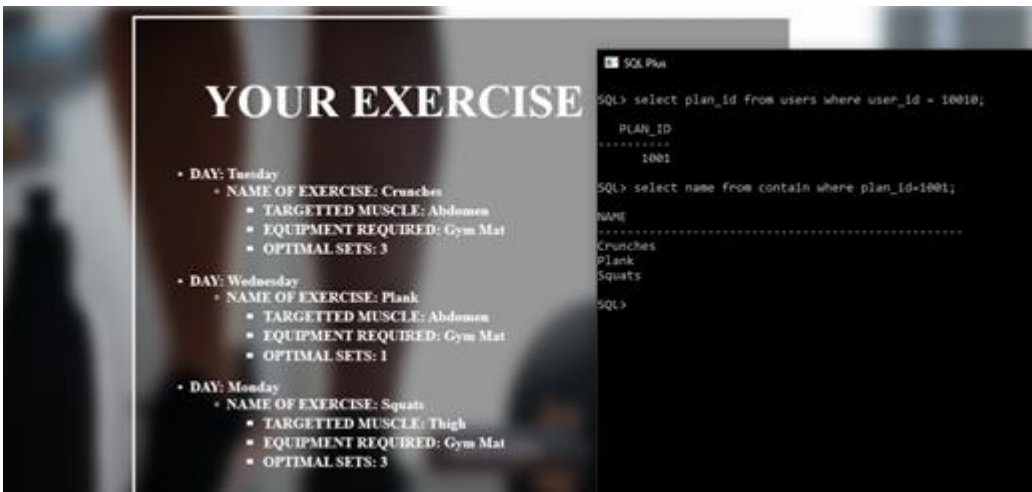 YOUR EXERCISE
• DAY: Tuesday
◦ NAME OF EXERCISE: Crunches
▪ TARGETTED MUSCLE: Abdomen
▪ EQUIPMENT REQUIRED: Gym Mat
▪ OPTIMAL SETS: 3
• DAY: Wednesday
◦ NAME OF EXERCISE: Plank
▪ TARGETTED MUSCLE: Abdomen
▪ EQUIPMENT REQUIRED: Gym Mat
▪ OPTIMAL SETS: 1
• DAY: Monday
◦ NAME OF EXERCISE: Squats
▪ TARGETTED MUSCLE: Thigh
▪ EQUIPMENT REQUIRED: Gym Mat
▪ OPTIMAL SETS: 3
SQL Plus
SQL> select plan_id from users where user_id = 10010;
PLAN_ID
----------
1001
SQL> select name from contain where plan_id=1001;
NAME
--------------------------------------------------
Crunches
Plank
Squats
SQL>